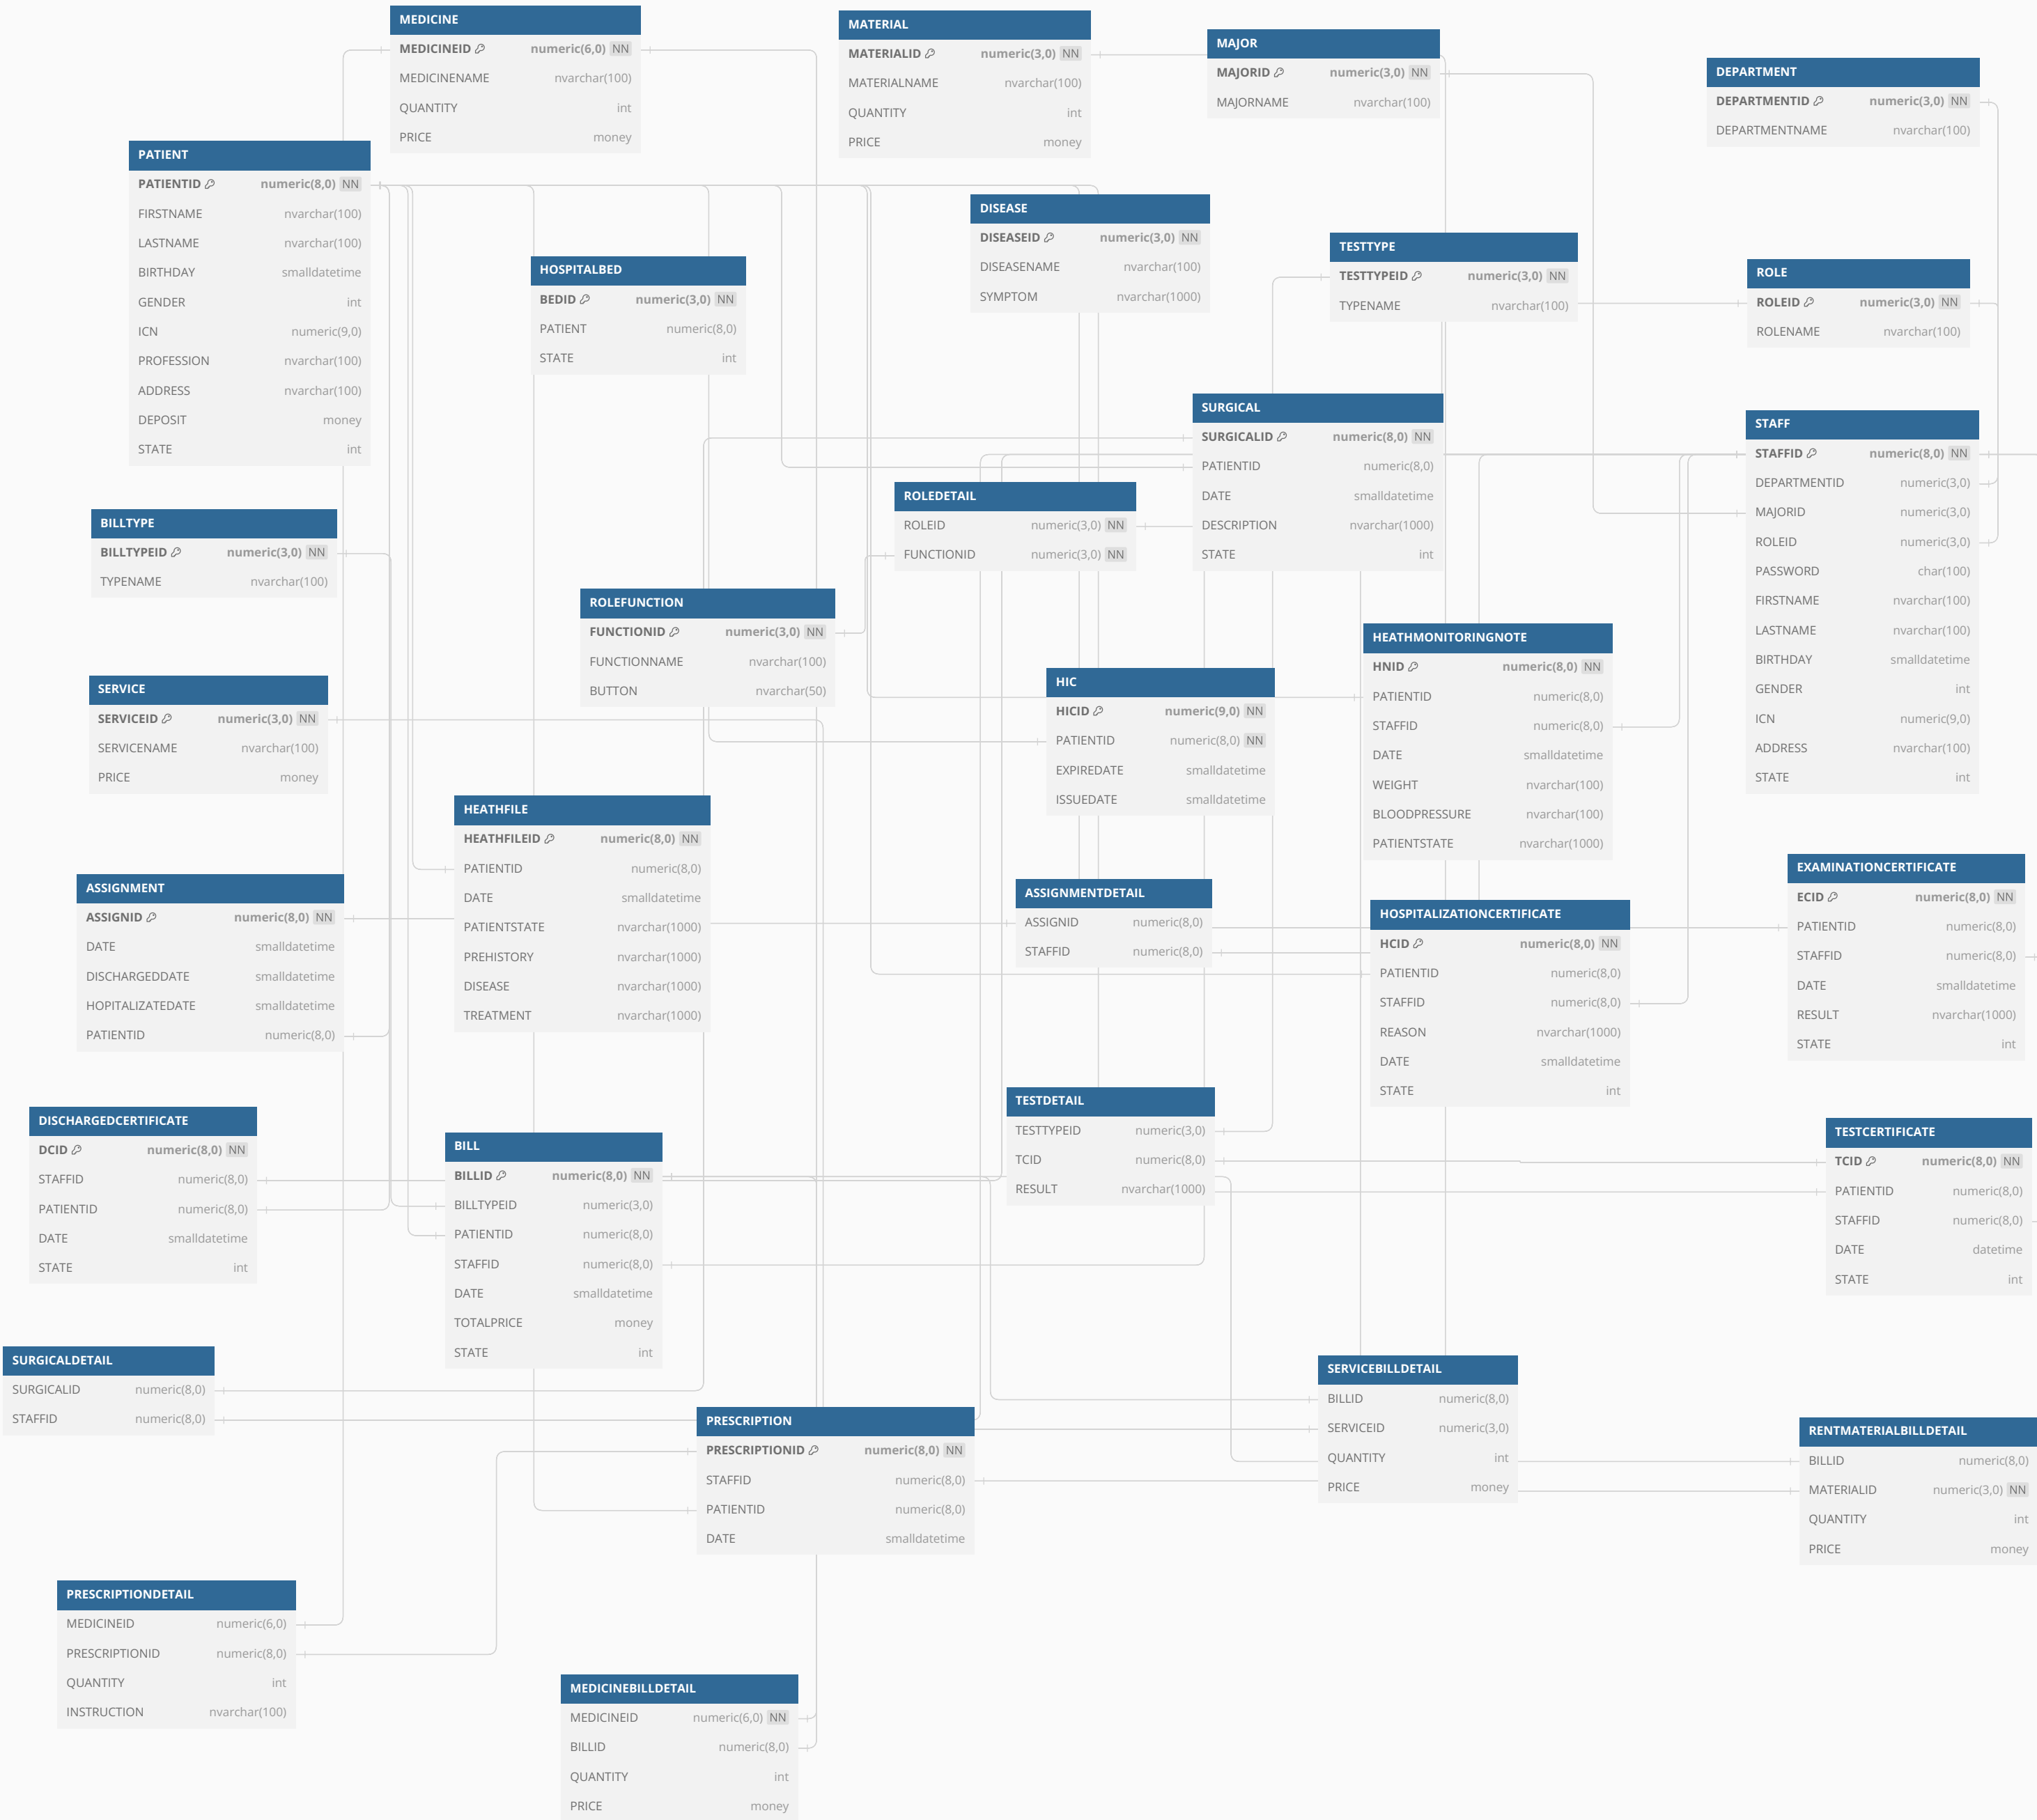 MEDICINE
MEDICINEID numeric(6,0) NN
MEDICINENAME nvarchar(100)
QUANTITY int
PRICE money
MATERIAL
MATERIALID numeric(3,0) NN
MATERIALNAME nvarchar(100)
QUANTITY int
PRICE money
MAJOR
MAJORID numeric(3,0) NN
MAJORNAME nvarchar(100)
DEPARTMENT
DEPARTMENTID numeric(3,0) NN
DEPARTMENTNAME nvarchar(100)
PATIENT
PATIENTID numeric(8,0) NN
FIRSTNAME nvarchar(100)
LASTNAME nvarchar(100)
BIRTHDAY smalldatetime
GENDER int
ICN numeric(9,0)
PROFESSION nvarchar(100)
ADDRESS nvarchar(100)
DEPOSIT money
STATE int
HOSPITALBED
BEDID numeric(3,0) NN
PATIENT numeric(8,0)
STATE int
DISEASE
DISEASEID numeric(3,0) NN
DISEASENAME nvarchar(100)
SYMPTOM nvarchar(1000)
TESTTYPE
TESTTYPEID numeric(3,0) NN
TYPENAME nvarchar(100)
ROLE
ROLEID numeric(3,0) NN
ROLENAME nvarchar(100)
SURGICAL
SURGICALID numeric(8,0) NN
PATIENTID numeric(8,0)
DATE smalldatetime
DESCRIPTION nvarchar(1000)
STATE int
STAFF
STAFFID numeric(8,0) NN
DEPARTMENTID numeric(3,0)
MAJORID numeric(3,0)
ROLEID numeric(3,0)
PASSWORD char(100)
FIRSTNAME nvarchar(100)
LASTNAME nvarchar(100)
BIRTHDAY smalldatetime
GENDER int
ICN numeric(9,0)
ADDRESS nvarchar(100)
STATE int
ROLEDETAIL
ROLEID numeric(3,0) NN
FUNCTIONID numeric(3,0) NN
BILLTYPE
BILLTYPEID numeric(3,0) NN
TYPENAME nvarchar(100)
ROLEFUNCTION
FUNCTIONID numeric(3,0) NN
FUNCTIONNAME nvarchar(100)
BUTTON nvarchar(50)
HEATHMONITORINGNOTE
HNID numeric(8,0) NN
PATIENTID numeric(8,0)
STAFFID numeric(8,0)
DATE smalldatetime
WEIGHT nvarchar(100)
BLOODPRESSURE nvarchar(100)
PATIENTSTATE nvarchar(1000)
HIC
HICID numeric(9,0) NN
PATIENTID numeric(8,0) NN
EXPIREDATE smalldatetime
ISSUEDATE smalldatetime
SERVICE
SERVICEID numeric(3,0) NN
SERVICENAME nvarchar(100)
PRICE money
HEATHFILE
HEATHFILEID numeric(8,0) NN
PATIENTID numeric(8,0)
DATE smalldatetime
PATIENTSTATE nvarchar(1000)
PREHISTORY nvarchar(1000)
DISEASE nvarchar(1000)
TREATMENT nvarchar(1000)
ASSIGNMENT
ASSIGNID numeric(8,0) NN
DATE smalldatetime
DISCHARGEDDATE smalldatetime
HOPITALIZATEDATE smalldatetime
PATIENTID numeric(8,0)
ASSIGNMENTDETAIL
ASSIGNID numeric(8,0)
STAFFID numeric(8,0)
HOSPITALIZATIONCERTIFICATE
HCID numeric(8,0) NN
PATIENTID numeric(8,0)
STAFFID numeric(8,0)
REASON nvarchar(1000)
DATE smalldatetime
STATE int
EXAMINATIONCERTIFICATE
ECID numeric(8,0) NN
PATIENTID numeric(8,0)
STAFFID numeric(8,0)
DATE smalldatetime
RESULT nvarchar(1000)
STATE int
DISCHARGEDCERTIFICATE
DCID numeric(8,0) NN
STAFFID numeric(8,0)
PATIENTID numeric(8,0)
DATE smalldatetime
STATE int
BILL
BILLID numeric(8,0) NN
BILLTYPEID numeric(3,0)
PATIENTID numeric(8,0)
STAFFID numeric(8,0)
DATE smalldatetime
TOTALPRICE money
STATE int
TESTDETAIL
TESTTYPEID numeric(3,0)
TCID numeric(8,0)
RESULT nvarchar(1000)
TESTCERTIFICATE
TCID numeric(8,0) NN
PATIENTID numeric(8,0)
STAFFID numeric(8,0)
DATE datetime
STATE int
SURGICALDETAIL
SURGICALID numeric(8,0)
STAFFID numeric(8,0)
PRESCRIPTION
PRESCRIPTIONID numeric(8,0) NN
STAFFID numeric(8,0)
PATIENTID numeric(8,0)
DATE smalldatetime
SERVICEBILLDETAIL
BILLID numeric(8,0)
SERVICEID numeric(3,0)
QUANTITY int
PRICE money
RENTMATERIALBILLDETAIL
BILLID numeric(8,0)
MATERIALID numeric(3,0) NN
QUANTITY int
PRICE money
PRESCRIPTIONDETAIL
MEDICINEID numeric(6,0)
PRESCRIPTIONID numeric(8,0)
QUANTITY int
INSTRUCTION nvarchar(100)
MEDICINEBILLDETAIL
MEDICINEID numeric(6,0) NN
BILLID numeric(8,0)
QUANTITY int
PRICE money